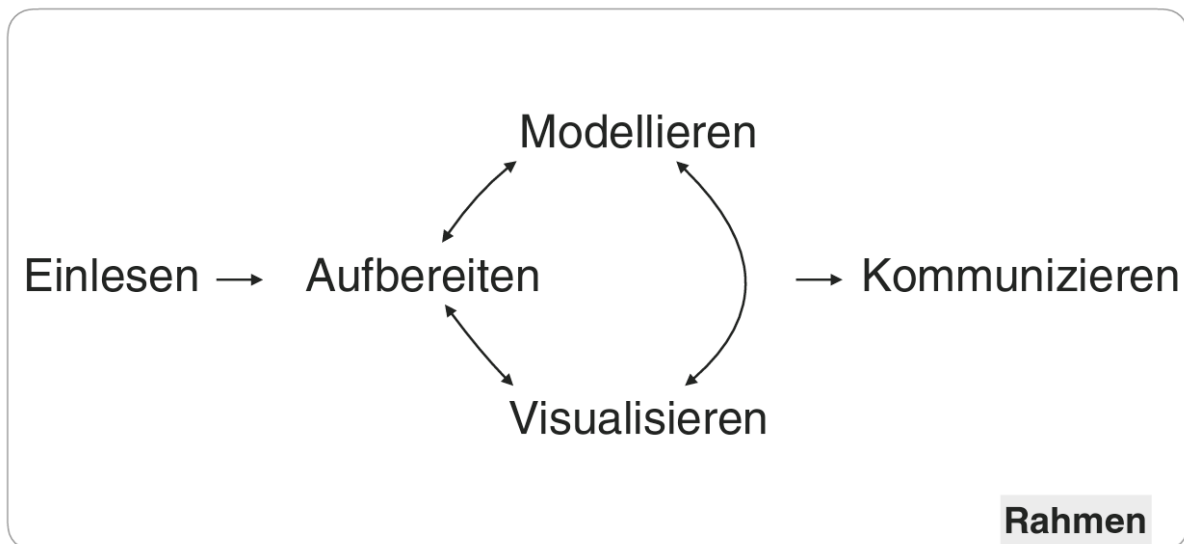 Modellieren
Einlesen
Aufbereiten
Kommunizieren
Visualisieren
Rahmen